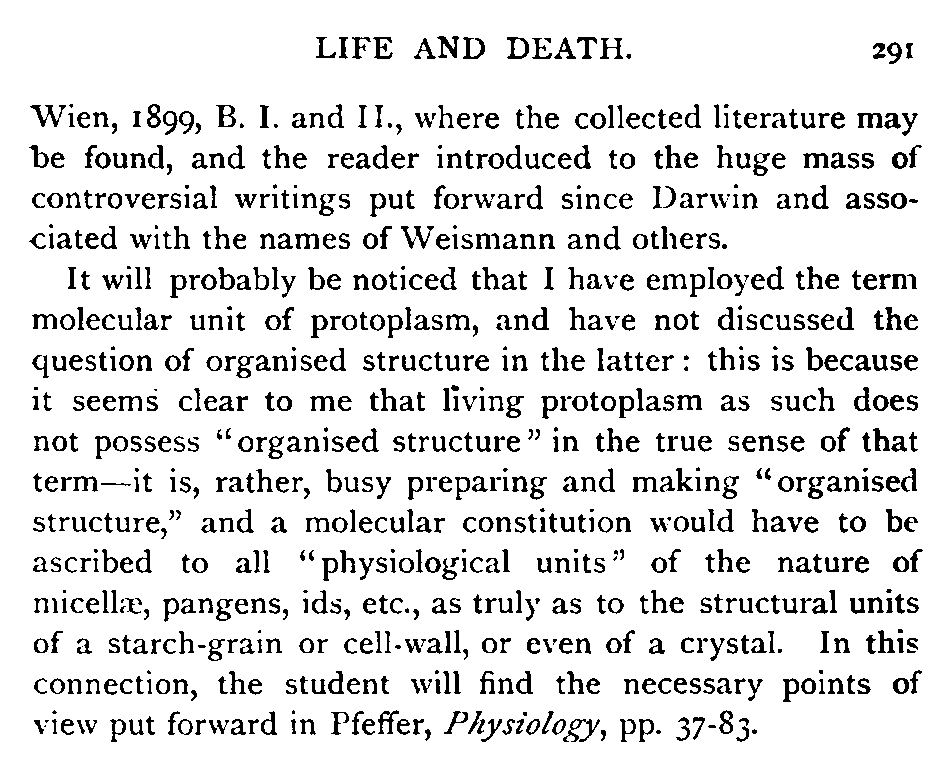 LIFE AND DEATH. 291
Wien, 1899, B. I. and II., where the collected literature may
be found, and the reader introduced to the huge mass of
controversial writings put forward since Darwin and asso-
ciated with the names of Weismann and others.
It will probably be noticed that I have employed the term
molecular unit of protoplasm, and have not discussed the
question of organised structure in the latter : this is because
it seems clear to me that living protoplasm as such does
not possess “organised structure” in the true sense of that
term—it is, rather, busy preparing and making “organised
structure,” and a molecular constitution would have to be
ascribed to all “physiological units” of the nature of
micellæ, pangens, ids, etc., as truly as to the structural units
of a starch-grain or cell-wall, or even of a crystal. In this
connection, the student will find the necessary points of
view put forward in Pfeffer, Physiology, pp. 37-83.